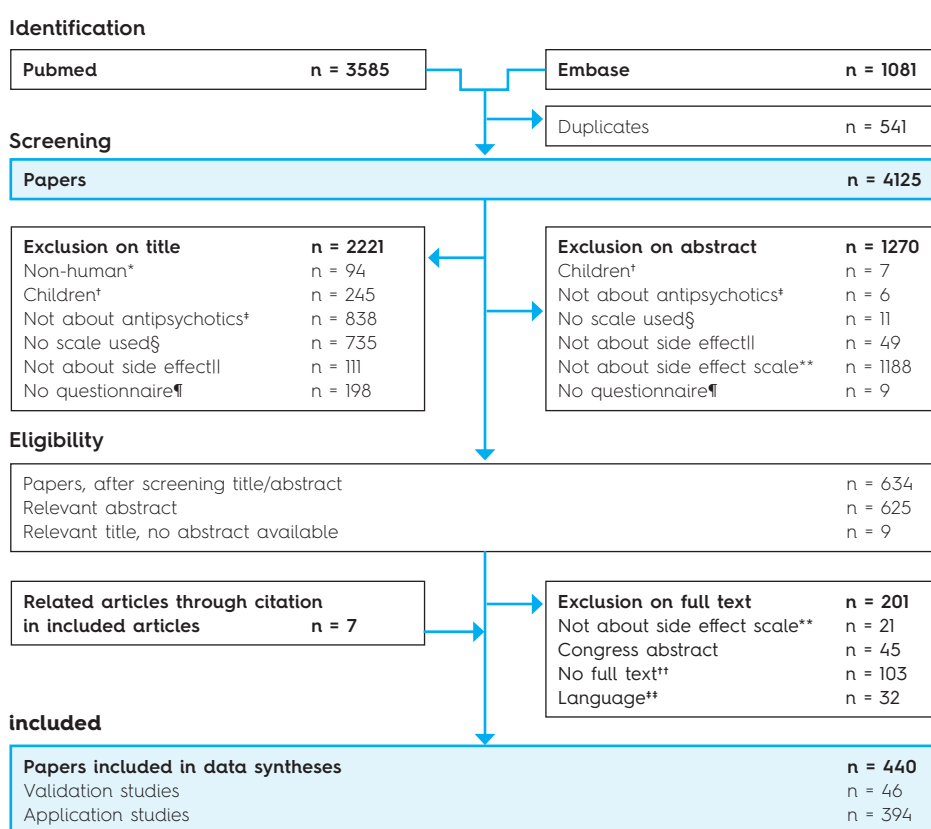 Identification
Pubmed n = 3585
Embase n = 1081
Duplicates n = 541
Screening
Papers n = 4125
Exclusion on title n = 2221
Non-human* n = 94
Children† n = 245
Not about antipsychotics‡ n = 838
No scale used§ n = 735
Not about side effect|| n = 111
No questionnaire¶ n = 198
Exclusion on abstract n = 1270
Children† n = 7
Not about antipsychotics‡ n = 6
No scale used§ n = 11
Not about side effect|| n = 49
Not about side effect scale** n = 1188
No questionnaire¶ n = 9
Eligibility
Papers, after screening title/abstract n = 634
Relevant abstract n = 625
Relevant title, no abstract available n = 9
Related articles through citation
in included articles n = 7
Exclusion on full text n = 201
Not about side effect scale** n = 21
Congress abstract n = 45
No full text†† n = 103
Language‡‡ n = 32
included
Papers included in data syntheses n = 440
Validation studies n = 46
Application studies n = 394